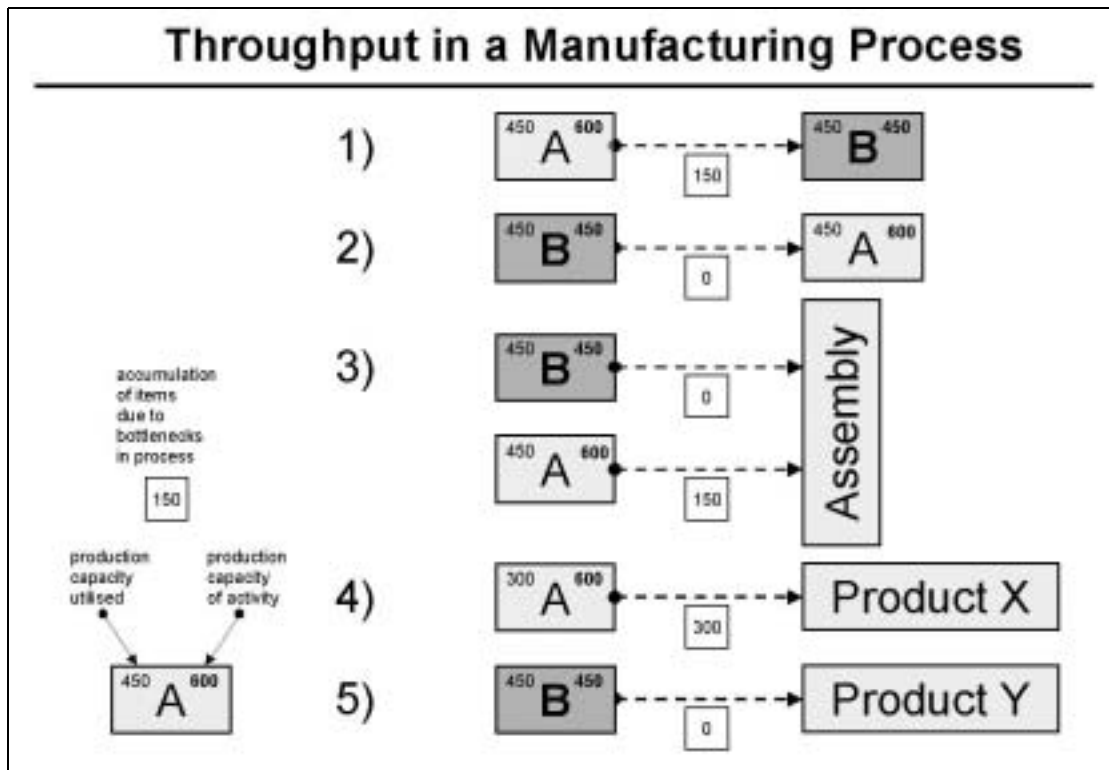 Throughput in a Manufacturing Process
1)
450 A 600
150
450 B 450
2)
450 B 450
0
450 A 600
3)
450 B 450
0
450 A 600
150
Assembly
4)
300 A 600
300
Product X
5)
450 B 450
0
Product Y
accumulation
of items
due to
bottlenecks
in process
150
production
capacity
utilised
production
capacity
of activity
450 A 600